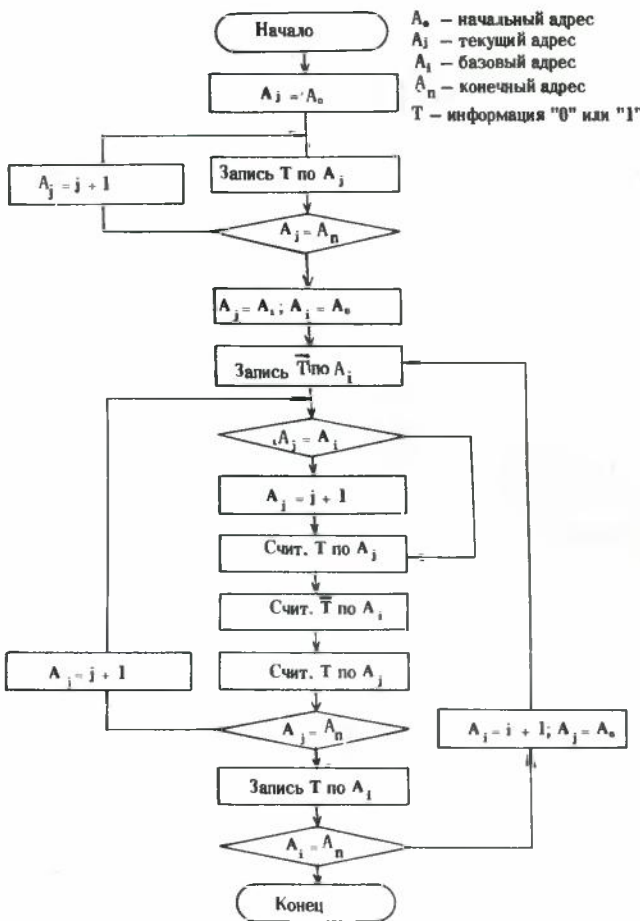 Начало
A₀ — начальный адрес
Aj — текущий адрес
Ai — базовый адрес
An — конечный адрес
T — информация "0" или "1"
Aj = A₀
Aj = j + 1
Запись T по Aj
Aj = An
Aj = A₁; Ai = A₀
Запись T̅ по Ai
Aj = Ai
Aj = j + 1
Счит. T по Aj
Счит. T̅ по Ai
Aj = j + 1
Счит. T по Aj
Aj = An
Ai = i + 1; Aj = A₀
Запись T по Ai
Ai = An
Конец